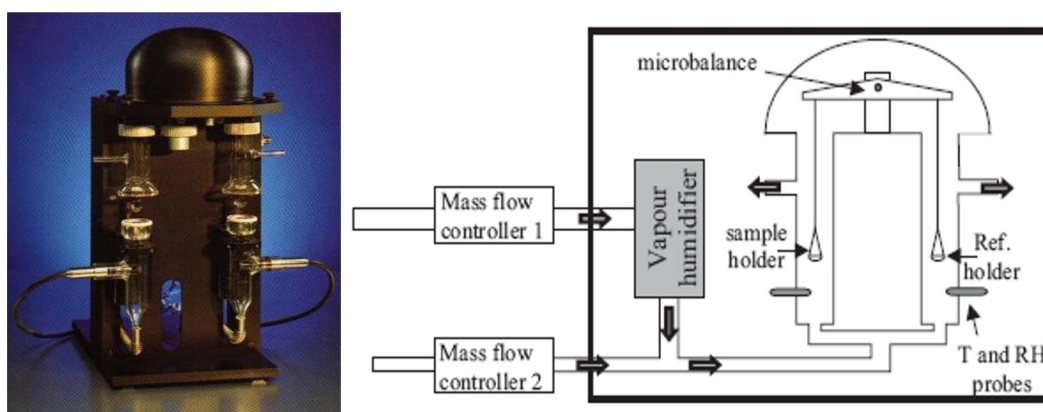 microbalance
Mass flow
controller 1
Vapour
humidifier
sample
holder
Ref.
holder
Mass flow
controller 2
T and RH
probes